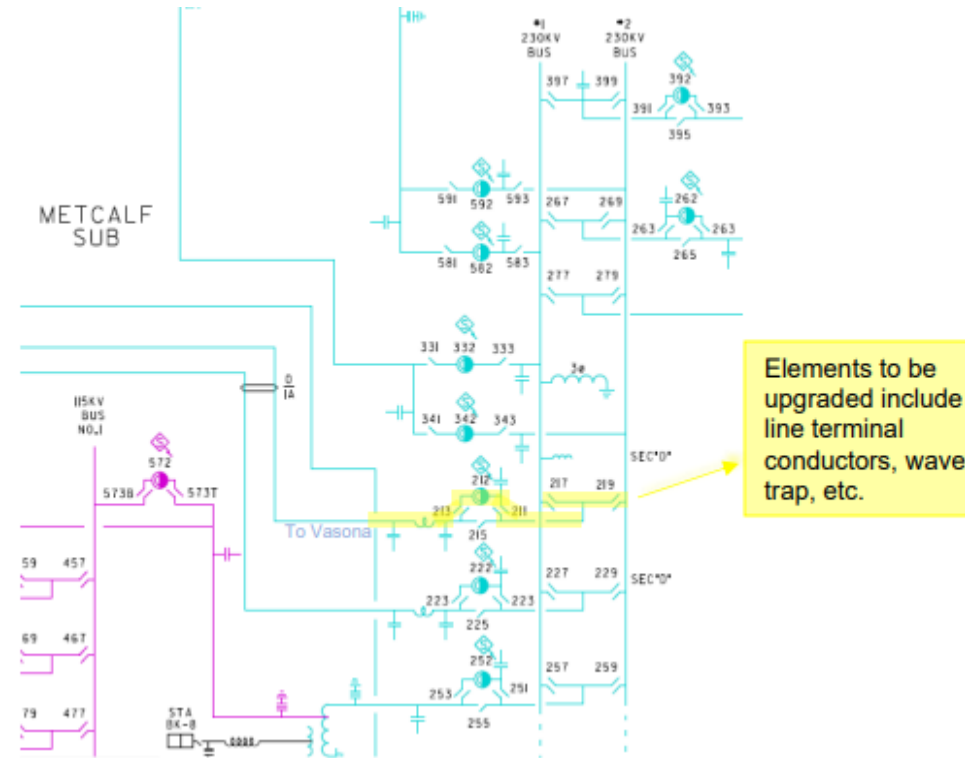 #1
230KV
BUS
#2
230KV
BUS
397 399
392
391 393
395
591 592 593
267 269
262
263 263
265
METCALF
SUB
581 582 583
277 279
331 332 333
3ø
D
1A
115KV
BUS
NO.1
341 342 343
SEC"D"
572
573B 573T
212
217 219
213 211
To Vasona
215
222
59 457
227 229 SEC"D"
223 223
225
69 467
252
257 259
253 251
255
79 477
STA
BK-8
Elements to be
upgraded include
line terminal
conductors, wave
trap, etc.